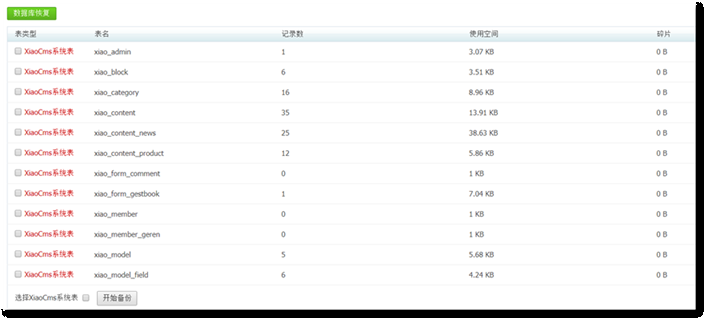 数据库恢复
表类型 表名 记录数 使用空间 碎片
XiaoCms系统表 xiao_admin 1 3.07 KB 0 B
XiaoCms系统表 xiao_block 6 3.51 KB 0 B
XiaoCms系统表 xiao_category 16 8.96 KB 0 B
XiaoCms系统表 xiao_content 35 13.91 KB 0 B
XiaoCms系统表 xiao_content_news 25 38.63 KB 0 B
XiaoCms系统表 xiao_content_product 12 5.86 KB 0 B
XiaoCms系统表 xiao_form_comment 0 1 KB 0 B
XiaoCms系统表 xiao_form_gestbook 1 7.04 KB 0 B
XiaoCms系统表 xiao_member 0 1 KB 0 B
XiaoCms系统表 xiao_member_geren 0 1 KB 0 B
XiaoCms系统表 xiao_model 5 5.68 KB 0 B
XiaoCms系统表 xiao_model_field 6 4.24 KB 0 B
选择XiaoCms系统表 开始备份